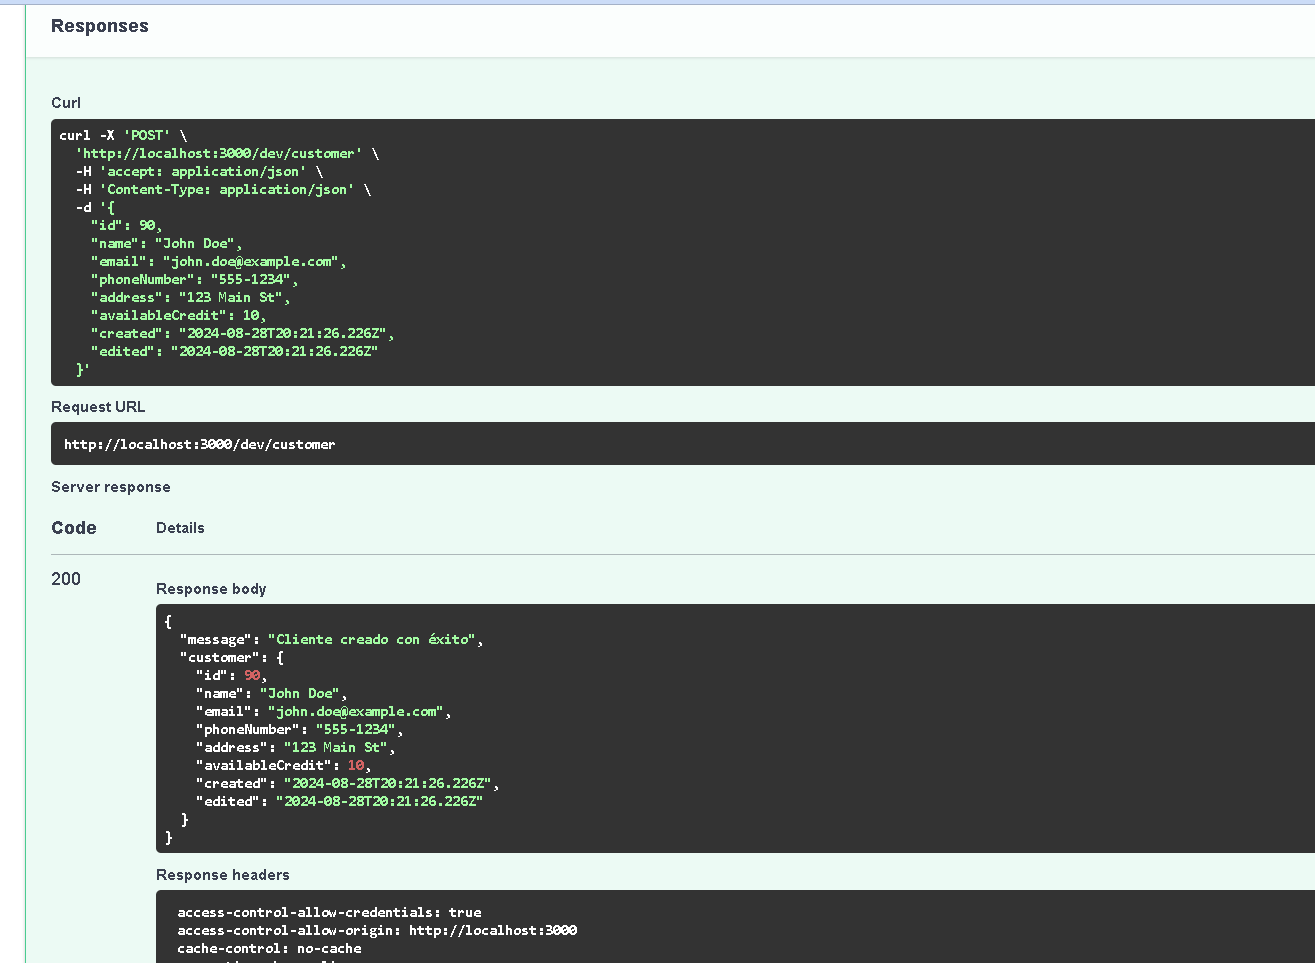 Responses
Curl
curl -X 'POST' \
  'http://localhost:3000/dev/customer' \
  -H 'accept: application/json' \
  -H 'Content-Type: application/json' \
  -d '{
    "id": 90,
    "name": "John Doe",
    "email": "john.doe@example.com",
    "phoneNumber": "555-1234",
    "address": "123 Main St",
    "availableCredit": 10,
    "created": "2024-08-28T20:21:26.226Z",
    "edited": "2024-08-28T20:21:26.226Z"
  }'
Request URL
http://localhost:3000/dev/customer
Server response
Code Details
200
Response body
{
  "message": "Cliente creado con éxito",
  "customer": {
    "id": 90,
    "name": "John Doe",
    "email": "john.doe@example.com",
    "phoneNumber": "555-1234",
    "address": "123 Main St",
    "availableCredit": 10,
    "created": "2024-08-28T20:21:26.226Z",
    "edited": "2024-08-28T20:21:26.226Z"
  }
}
Response headers
access-control-allow-credentials: true
access-control-allow-origin: http://localhost:3000
cache-control: no-cache